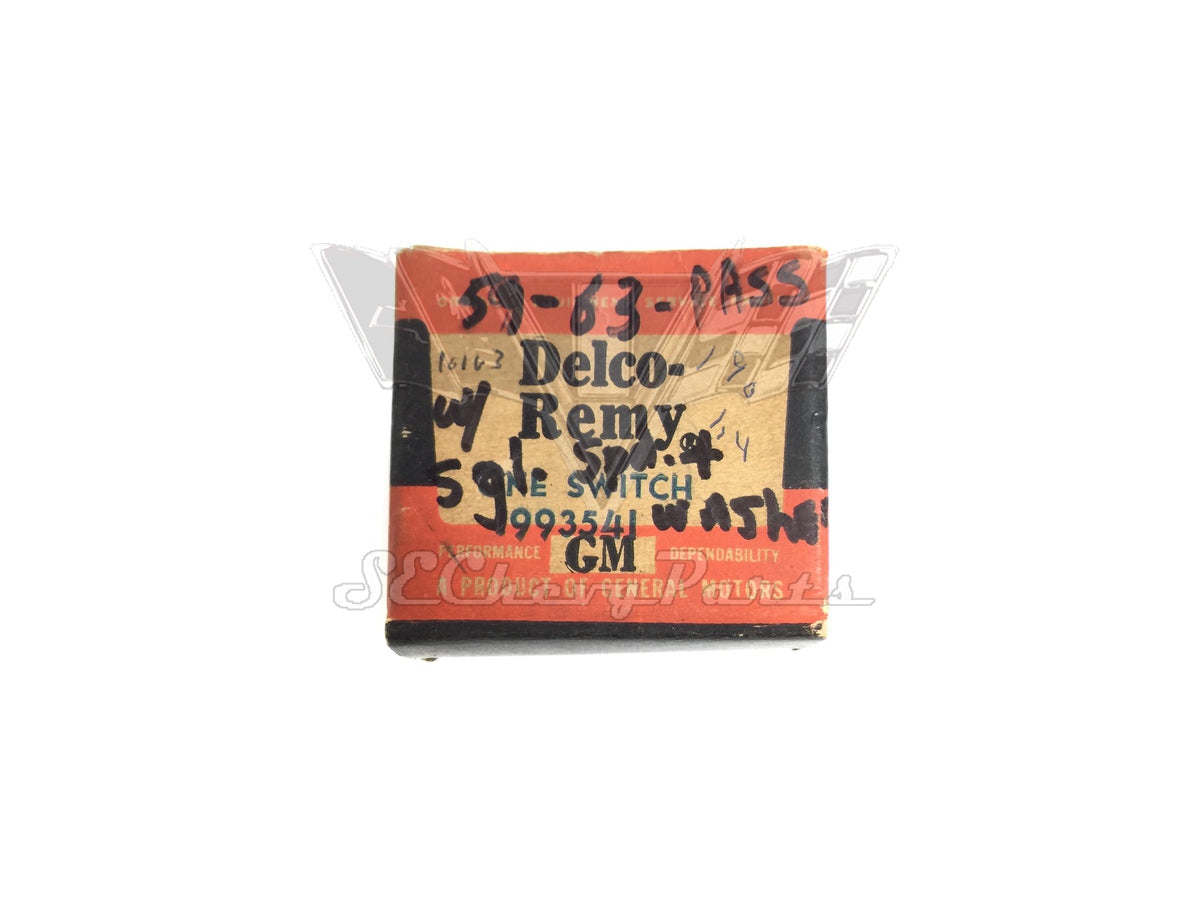 59-63-PASS
10163
Delco-
Remy
w/
Sgl. Spd. +
NE SWITCH
washer
993541
PERFORMANCE GM DEPENDABILITY
A PRODUCT OF GENERAL MOTORS
SEChevyParts